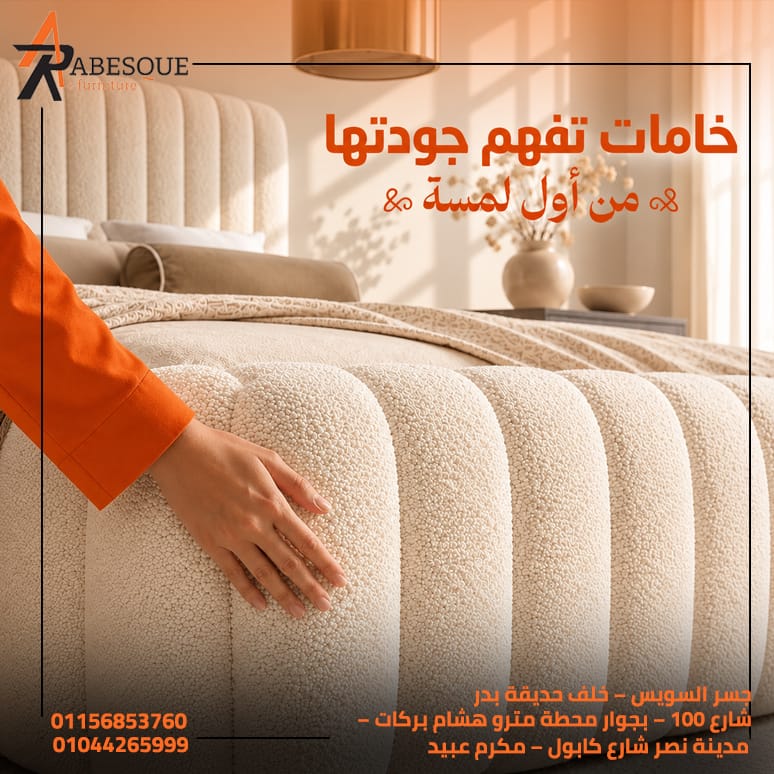 ARABESQUE
furniture
خامات تفهم جودتها
من أول لمسة
جسر السويس – خلف حديقة بدر
شارع 100 – بجوار محطة مترو هشام بركات –
مدينة نصر شارع كابول – مكرم عبيد
01156853760
01044265999